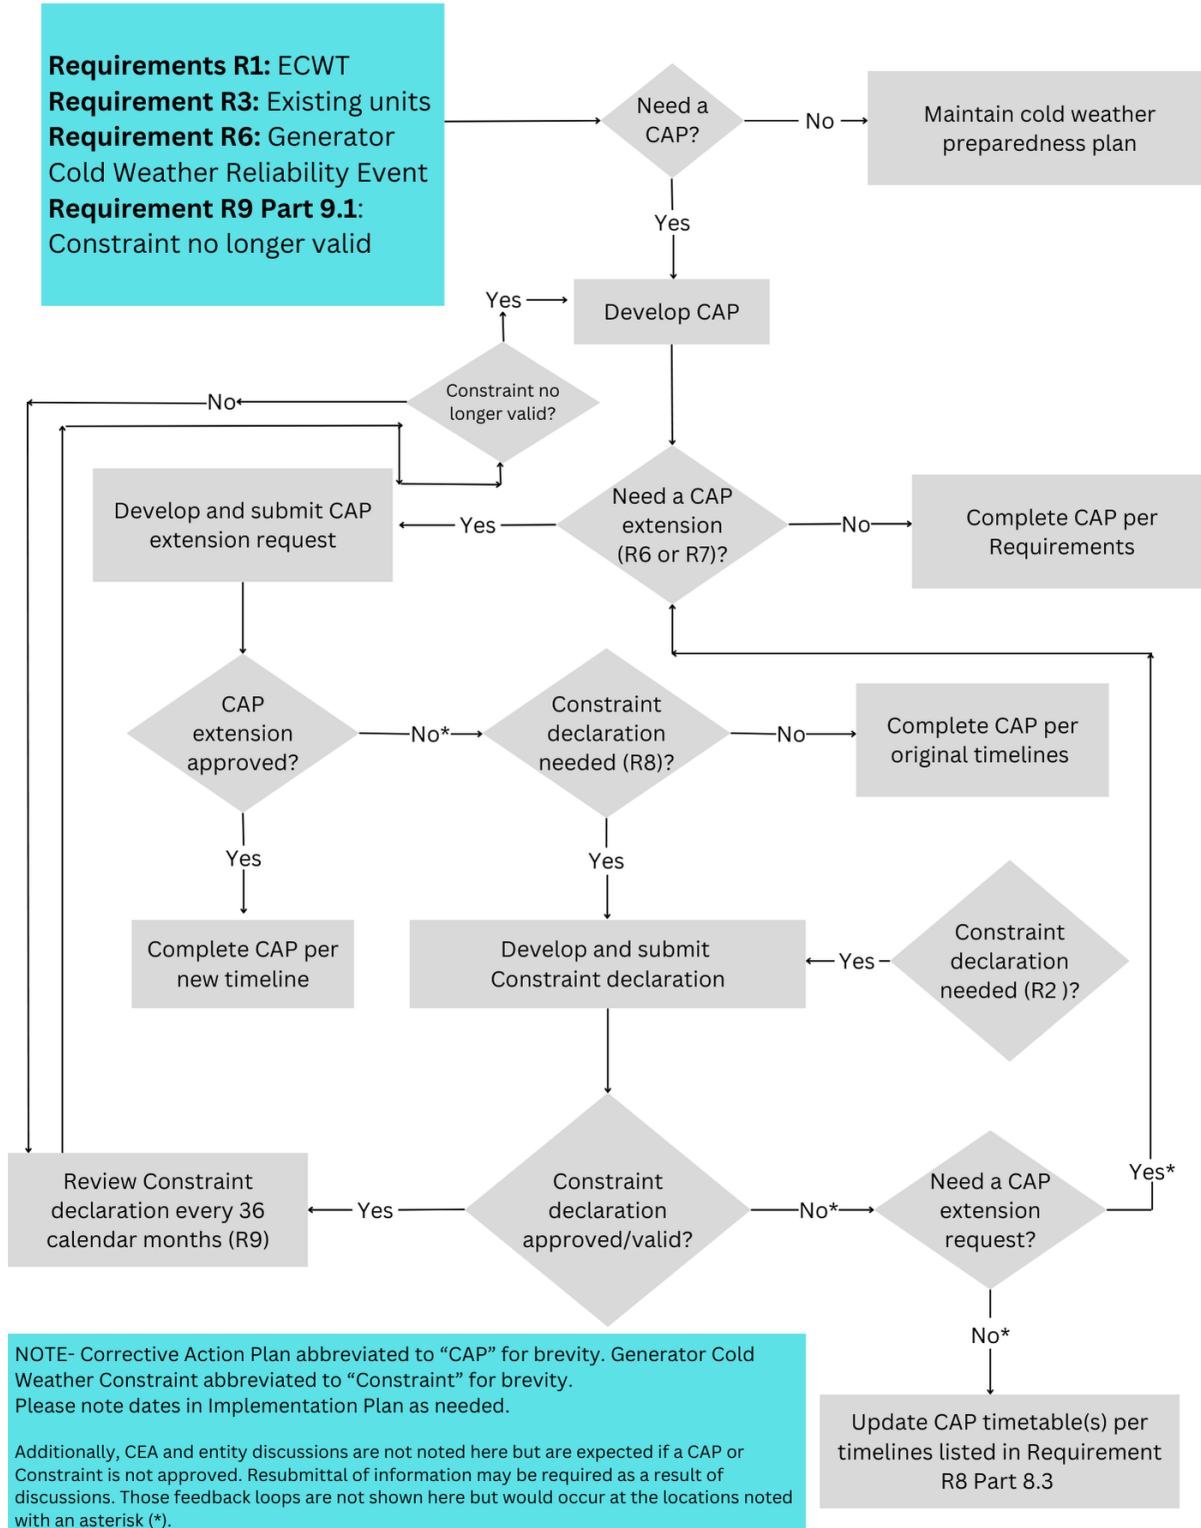 Requirements R1: ECWT
Requirement R3: Existing units
Requirement R6: Generator
Cold Weather Reliability Event
Requirement R9 Part 9.1:
Constraint no longer valid
Need a
CAP?
No
Maintain cold weather
preparedness plan
Yes
Develop CAP
Yes
Constraint no
longer valid?
No
Need a CAP
extension
(R6 or R7)?
Yes
Develop and submit CAP
extension request
No
Complete CAP per
Requirements
CAP
extension
approved?
No*
Constraint
declaration
needed (R8)?
No
Complete CAP per
original timelines
Yes
Complete CAP per
new timeline
Yes
Develop and submit
Constraint declaration
Yes
Constraint
declaration
needed (R2 )?
Constraint
declaration
approved/valid?
Yes
Review Constraint
declaration every 36
calendar months (R9)
No*
Need a CAP
extension
request?
Yes*
No*
Update CAP timetable(s) per
timelines listed in Requirement
R8 Part 8.3
NOTE- Corrective Action Plan abbreviated to “CAP” for brevity. Generator Cold
Weather Constraint abbreviated to “Constraint” for brevity.
Please note dates in Implementation Plan as needed.
Additionally, CEA and entity discussions are not noted here but are expected if a CAP or
Constraint is not approved. Resubmittal of information may be required as a result of
discussions. Those feedback loops are not shown here but would occur at the locations noted
with an asterisk (*).